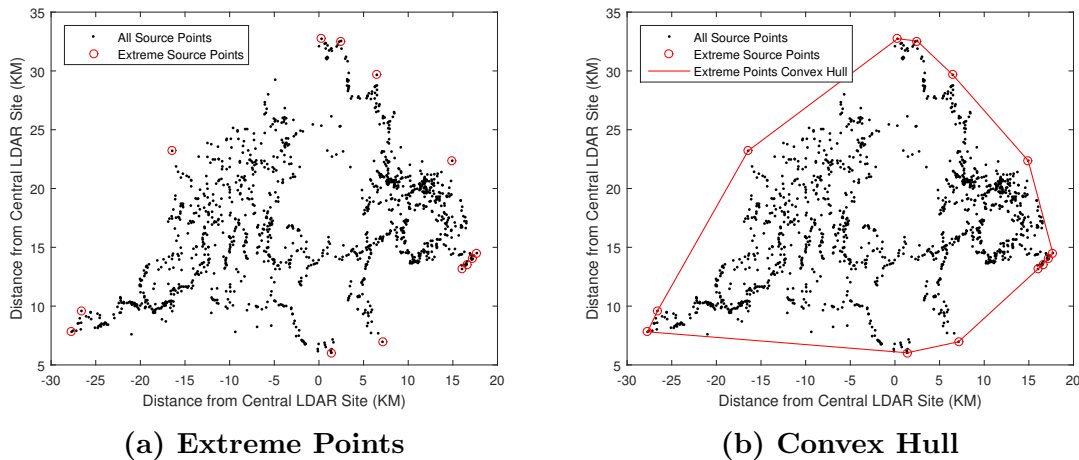 35
30
25
20
15
10
5
-30 -25 -20 -15 -10 -5 0 5 10 15 20
Distance from Central LDAR Site (KM)
Distance from Central LDAR Site (KM)
All Source Points
Extreme Source Points
(a) Extreme Points
35
30
25
20
15
10
5
-30 -25 -20 -15 -10 -5 0 5 10 15 20
Distance from Central LDAR Site (KM)
Distance from Central LDAR Site (KM)
All Source Points
Extreme Source Points
Extreme Points Convex Hull
(b) Convex Hull